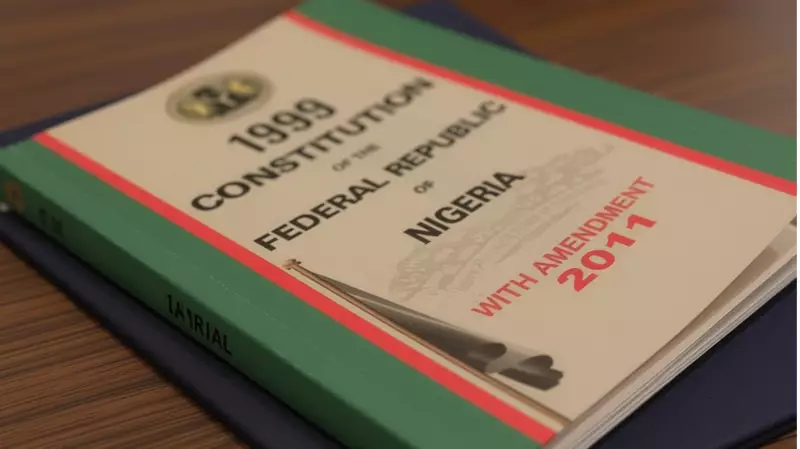 1999
CONSTITUTION
OF THE
FEDERAL REPUBLIC
OF
NIGERIA
WITH AMENDMENT
2011